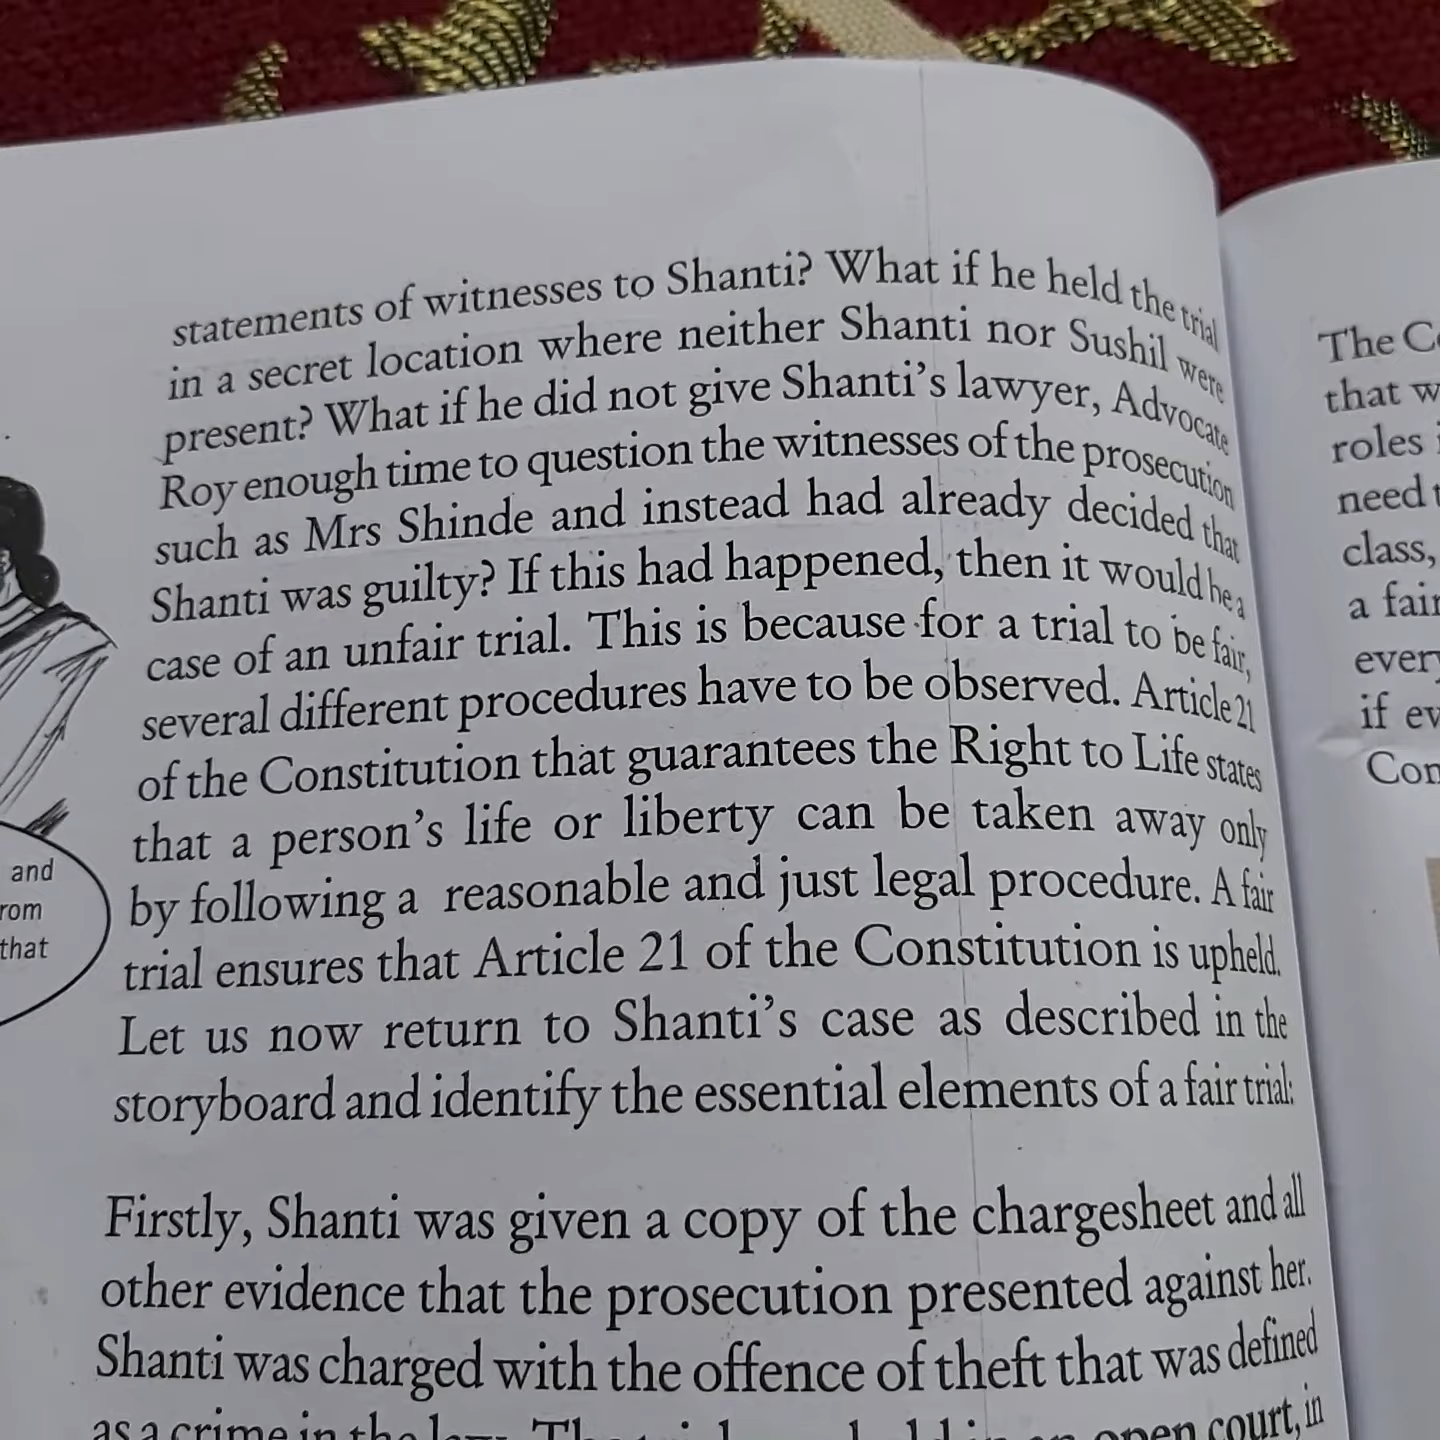 statements of witnesses to Shanti? What if he held the trial
in a secret location where neither Shanti nor Sushil were
present? What if he did not give Shanti's lawyer, Advocate
Roy enough time to question the witnesses of the prosecution
such as Mrs Shinde and instead had already decided that
Shanti was guilty? If this had happened, then it would be a
case of an unfair trial. This is because for a trial to be fair,
several different procedures have to be observed. Article 21
of the Constitution that guarantees the Right to Life states
that a person's life or liberty can be taken away only
by following a reasonable and just legal procedure. A fair
trial ensures that Article 21 of the Constitution is upheld.
Let us now return to Shanti's case as described in the
storyboard and identify the essential elements of a fair trial:
Firstly, Shanti was given a copy of the chargesheet and all
other evidence that the prosecution presented against her.
Shanti was charged with the offence of theft that was defined
as a crime in the law. The open court, in
and
that
The
that
roles
need
class,
a fair
if